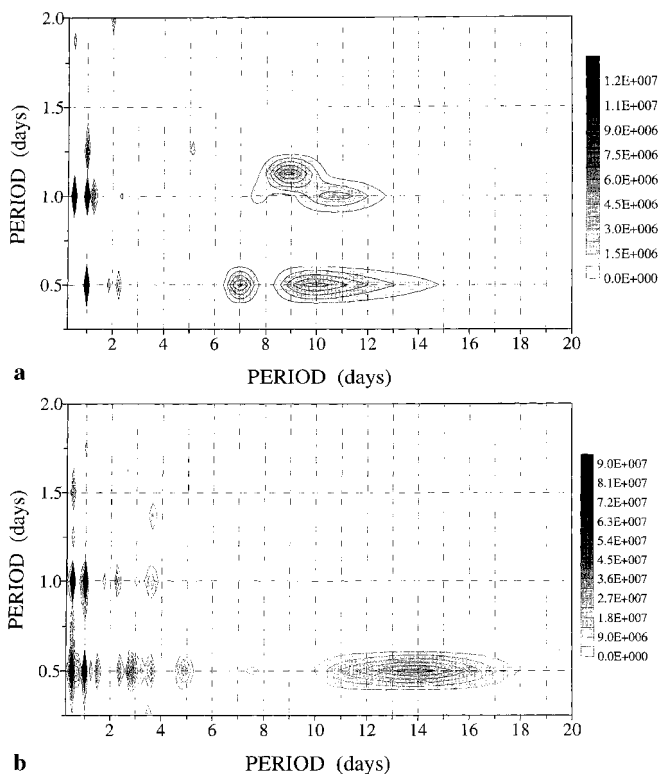 2.0
1.5
1.0
0.5
PERIOD (days)
2 4 6 8 10 12 14 16 18 20
a
PERIOD (days)
1.2E+007
1.1E+007
9.0E+006
7.5E+006
6.0E+006
4.5E+006
3.0E+006
1.5E+006
0.0E+000
2.0
1.5
1.0
0.5
PERIOD (days)
2 4 6 8 10 12 14 16 18 20
b
PERIOD (days)
9.0E+007
8.1E+007
7.2E+007
6.3E+007
5.4E+007
4.5E+007
3.6E+007
2.7E+007
1.8E+007
9.0E+006
0.0E+000